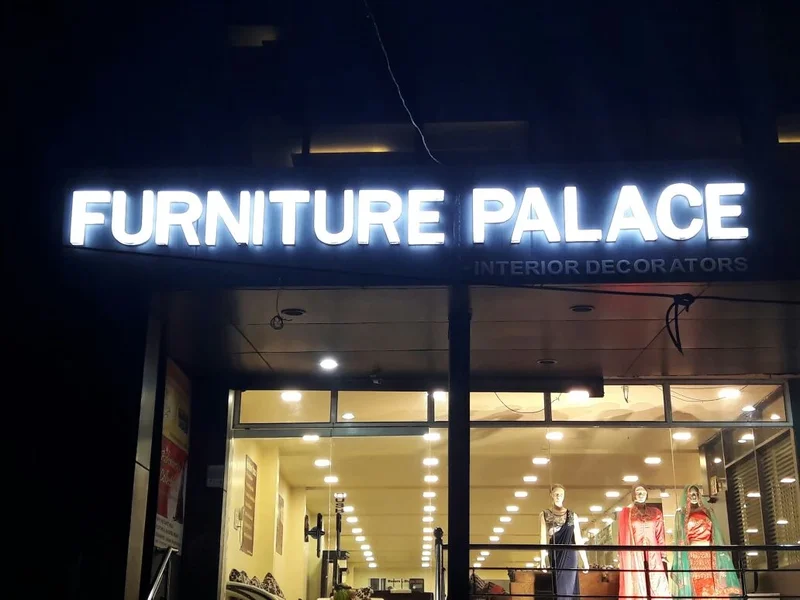 FURNITURE PALACE
INTERIOR DECORATORS